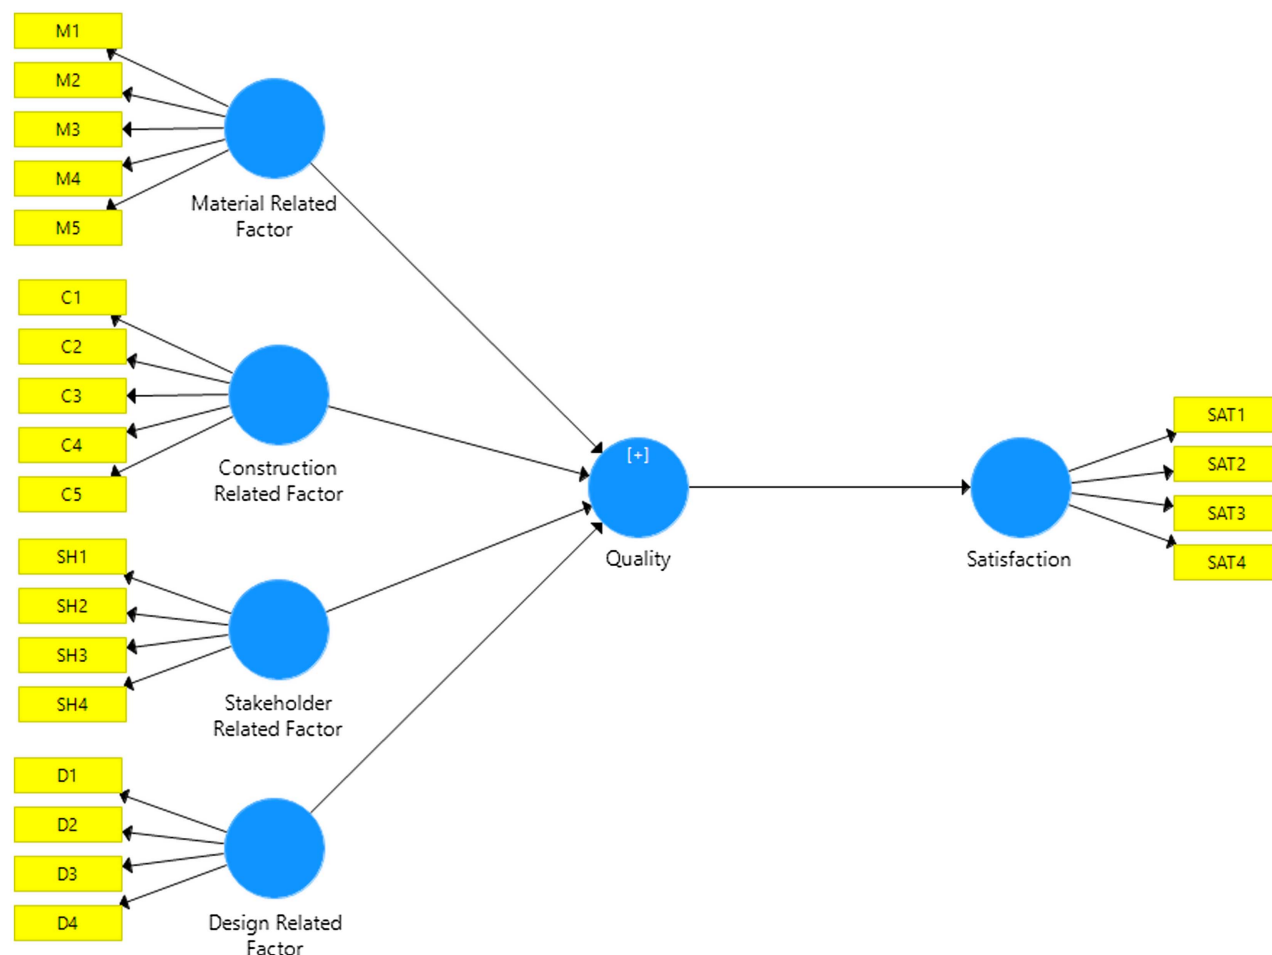 M1
M2
M3
M4
M5
Material Related
Factor
C1
C2
C3
C4
C5
Construction
Related Factor
SH1
SH2
SH3
SH4
Stakeholder
Related Factor
D1
D2
D3
D4
Design Related
Factor
[+]
Quality
Satisfaction
SAT1
SAT2
SAT3
SAT4